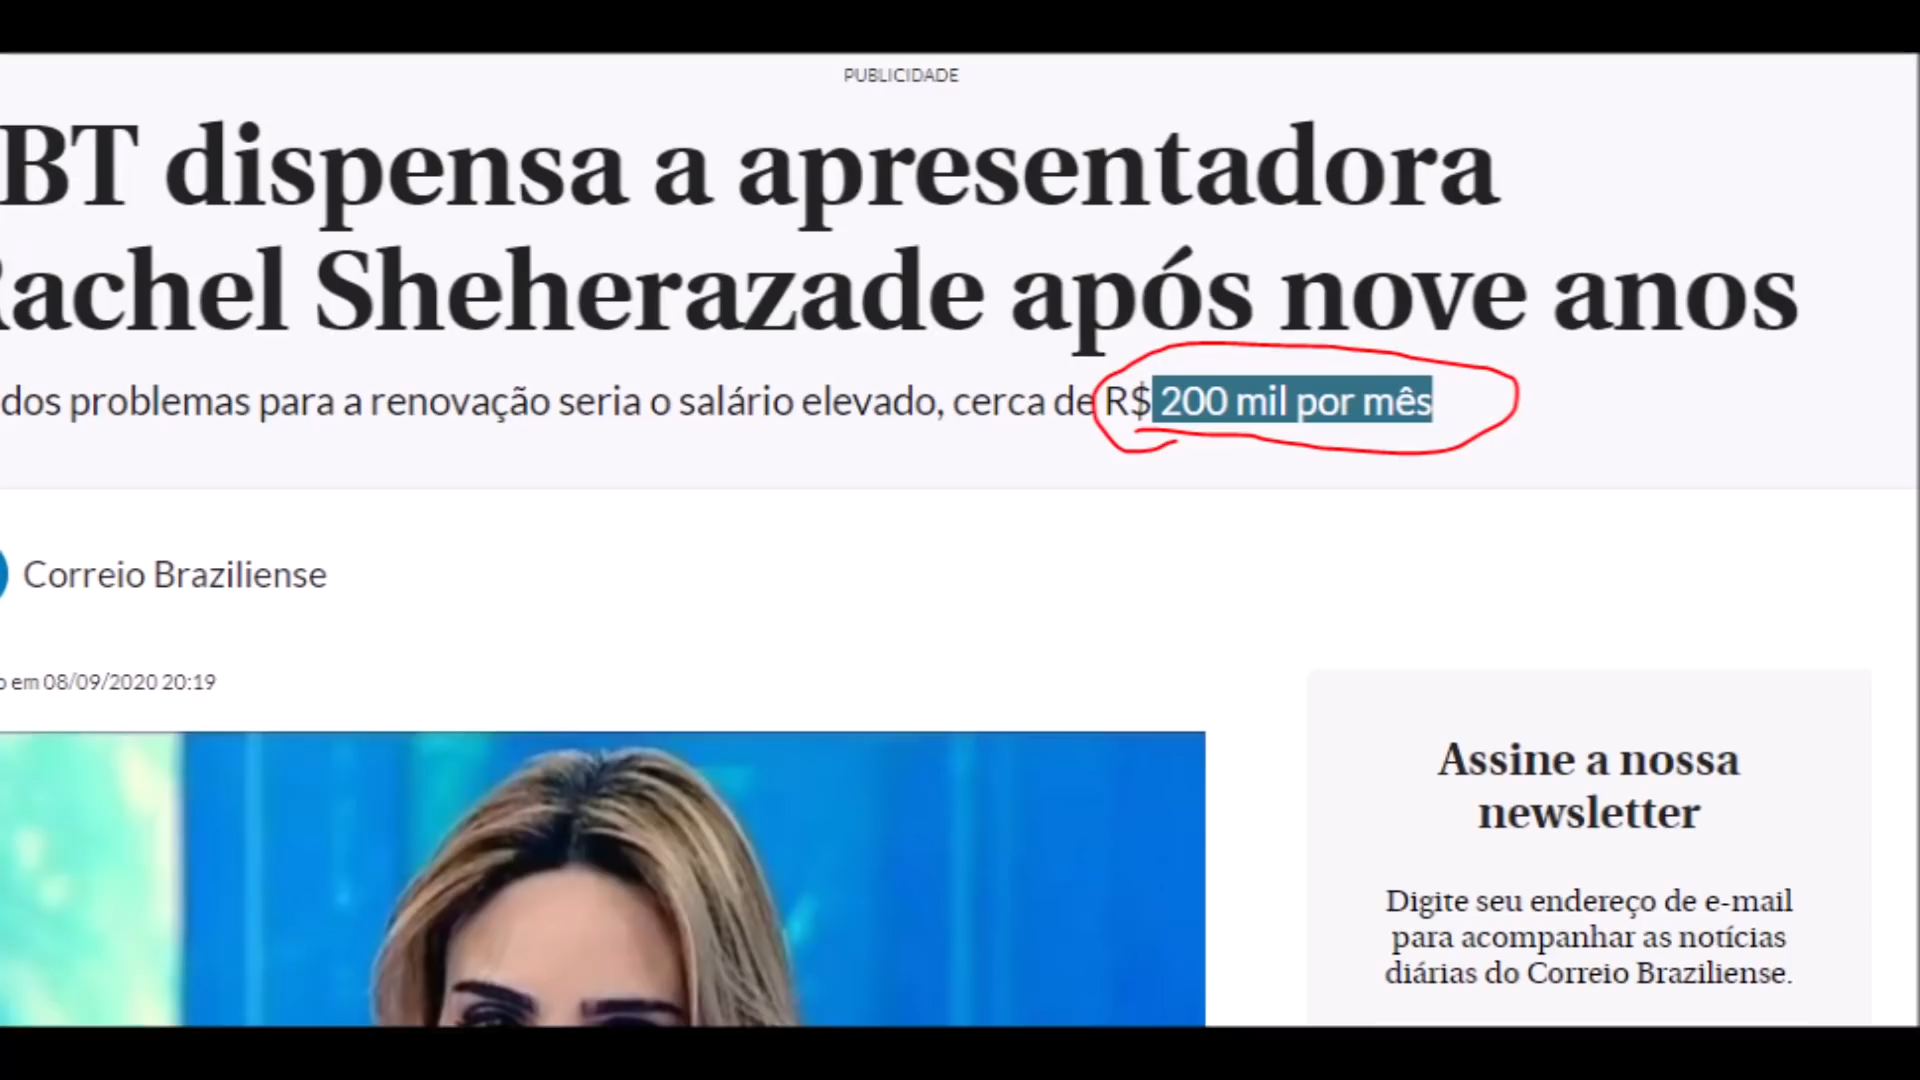 PUBLICIDADE
BT dispensa a apresentadora
Rachel Sheherazade após nove anos
dos problemas para a renovação seria o salário elevado, cerca de R$ 200 mil por mês
Correio Braziliense
o em 08/09/2020 20:19
Assine a nossa
newsletter
Digite seu endereço de e-mail
para acompanhar as notícias
diárias do Correio Braziliense.